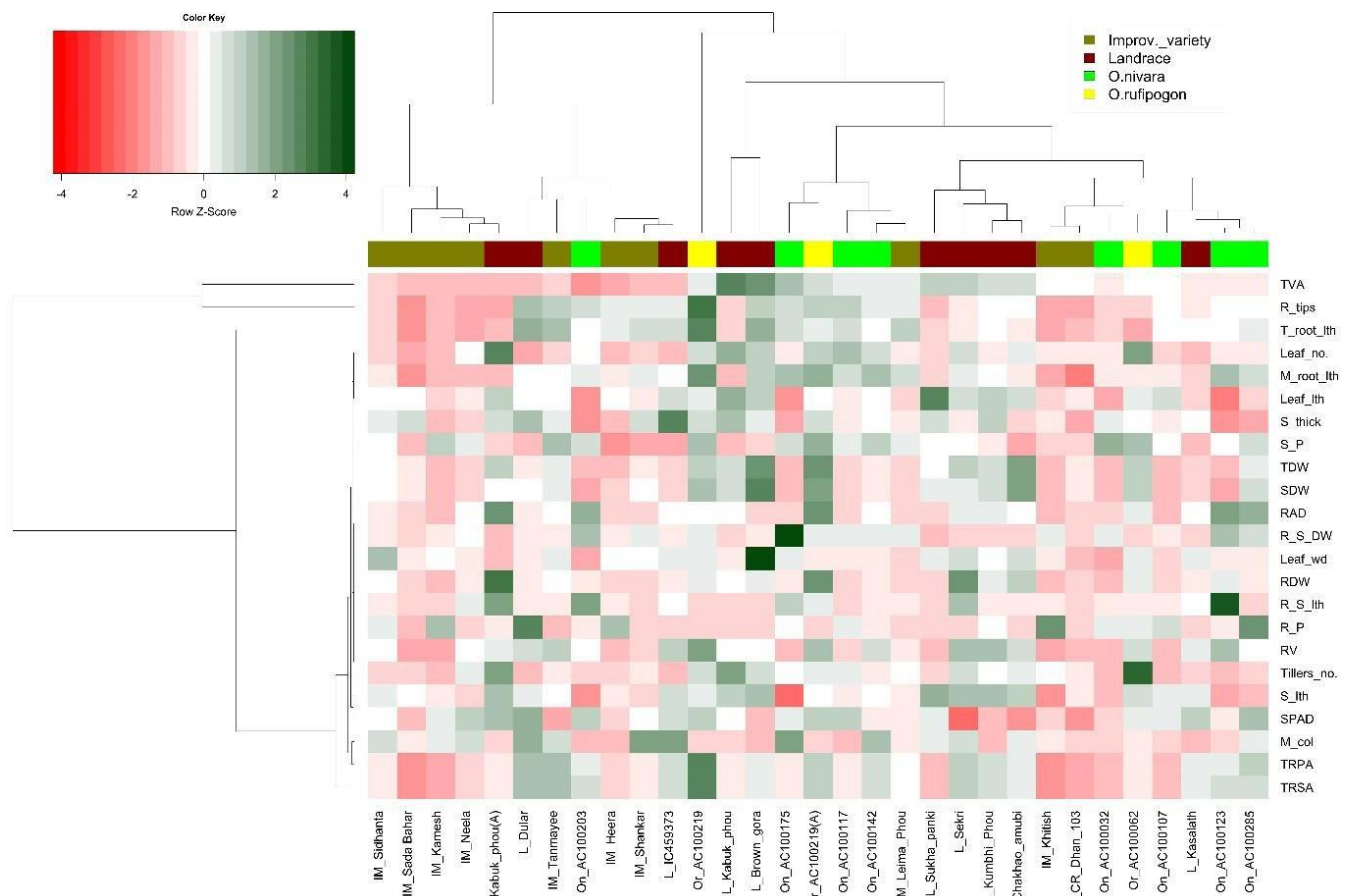 Color Key
-4 -2 0 2 4
Row Z-Score
Improv._variety
Landrace
O.nivara
O.rufipogon
TVA
R_tips
T_root_lth
Leaf_no.
M_root_lth
Leaf_lth
S_thick
S_P
TDW
SDW
RAD
R_S_DW
Leaf_wd
RDW
R_S_lth
R_P
RV
Tillers_no.
S_lth
SPAD
M_col
TRPA
TRSA
IM_Sidhanta
IM_Sada Bahar
IM_Kamesh
IM_Neela
Kabuk_phou(A)
L_Dular
IM_Tanmayee
On_AC100203
IM_Heera
IM_Shankar
L_IC459373
Or_AC100219
L_Kabuk_phou
L_Brown_gora
On_AC100175
r_AC100219(A)
On_AC100117
On_AC100142
M_Leima_Phou
L_Sukha_panki
L_Sekri
_Kumbhi_Phou
Chakhao_amubi
IM_Khitish
_CR_Dhan_103
On_AC100032
Or_AC100062
On_AC100107
L_Kasalath
On_AC100123
On_AC100285